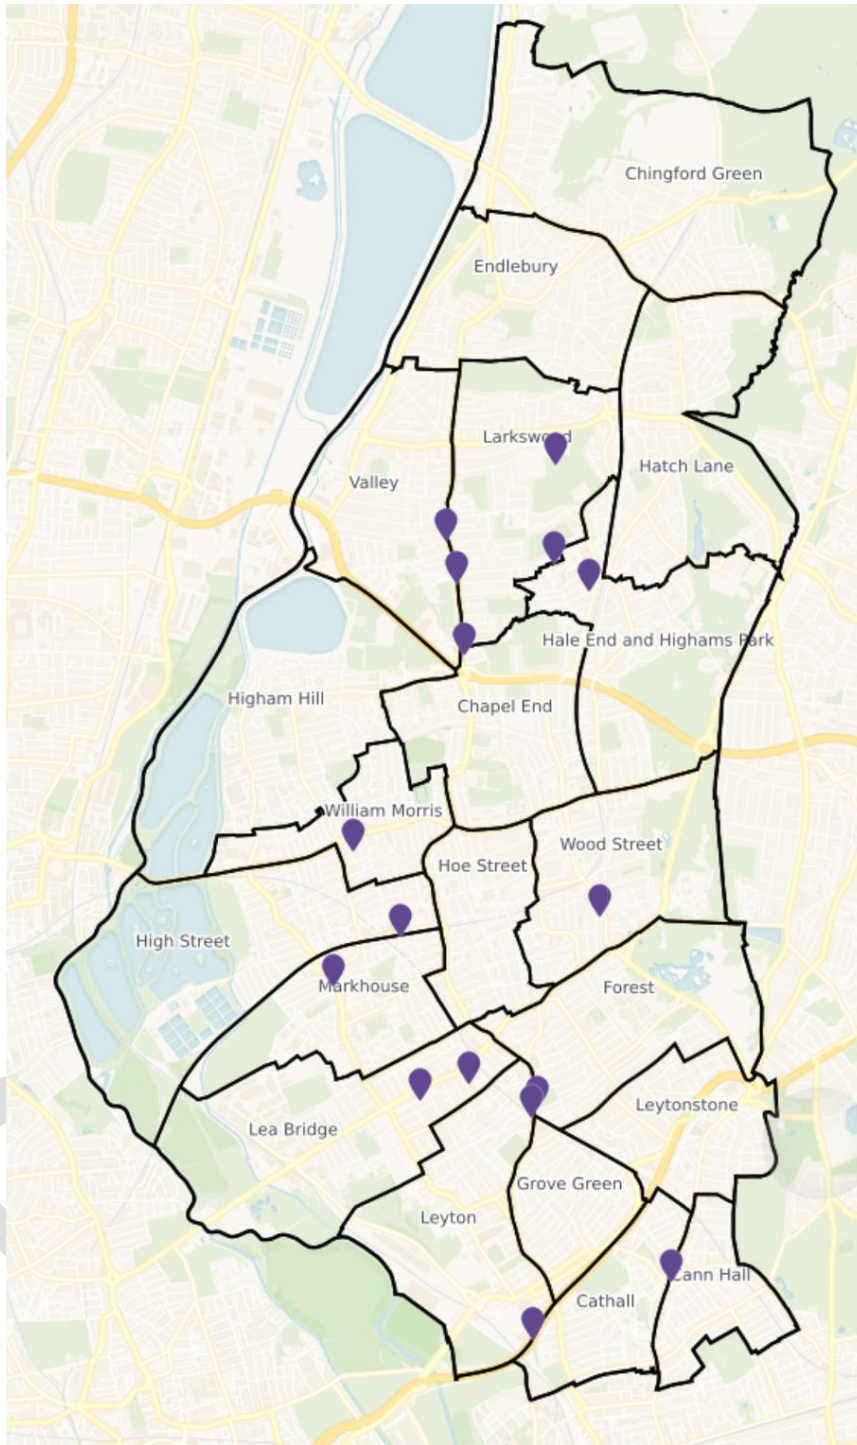 Chingford Green
Endlebury
Larkswood
Hatch Lane
Valley
Hale End and Highams Park
Higham Hill
Chapel End
William Morris
Wood Street
Hoe Street
High Street
Markhouse
Forest
Leytonstone
Lea Bridge
Grove Green
Leyton
Cann Hall
Cathall